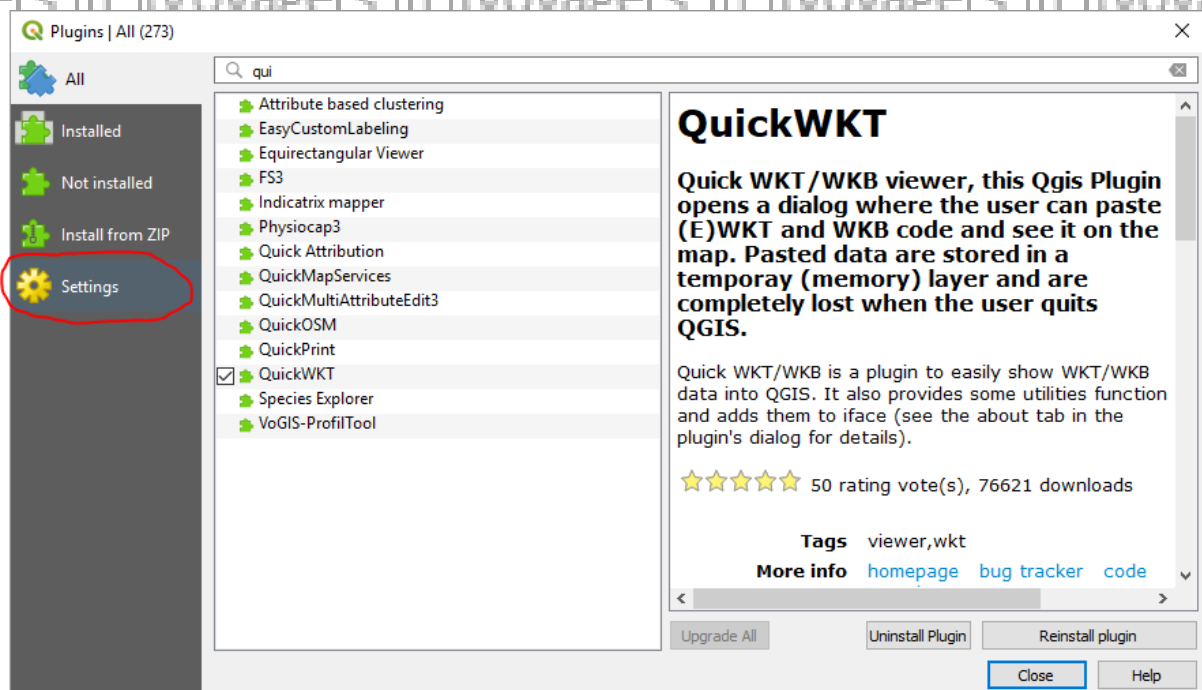 Plugins | All (273)
All
Installed
Not installed
Install from ZIP
Settings
qui
Attribute based clustering
EasyCustomLabeling
Equirectangular Viewer
FS3
Indicatrix mapper
Physiocap3
Quick Attribution
QuickMapServices
QuickMultiAttributeEdit3
QuickOSM
QuickPrint
QuickWKT
Species Explorer
VoGIS-ProfilTool
QuickWKT
Quick WKT/WKB viewer, this Qgis Plugin
opens a dialog where the user can paste
(E)WKT and WKB code and see it on the
map. Pasted data are stored in a
temporay (memory) layer and are
completely lost when the user quits
QGIS.
Quick WKT/WKB is a plugin to easily show WKT/WKB
data into QGIS. It also provides some utilities function
and adds them to iface (see the about tab in the
plugin's dialog for details).
50 rating vote(s), 76621 downloads
Tags viewer,wkt
More info homepage bug tracker code
Upgrade All Uninstall Plugin Reinstall plugin
Close Help